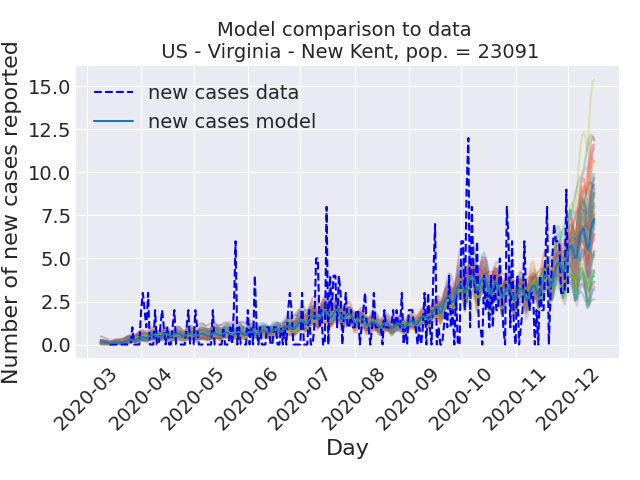 Model comparison to data
US - Virginia - New Kent, pop. = 23091
Number of new cases reported
15.0
12.5
10.0
7.5
5.0
2.5
0.0
new cases data
new cases model
2020-03
2020-04
2020-05
2020-06
2020-07
2020-08
2020-09
2020-10
2020-11
2020-12
Day